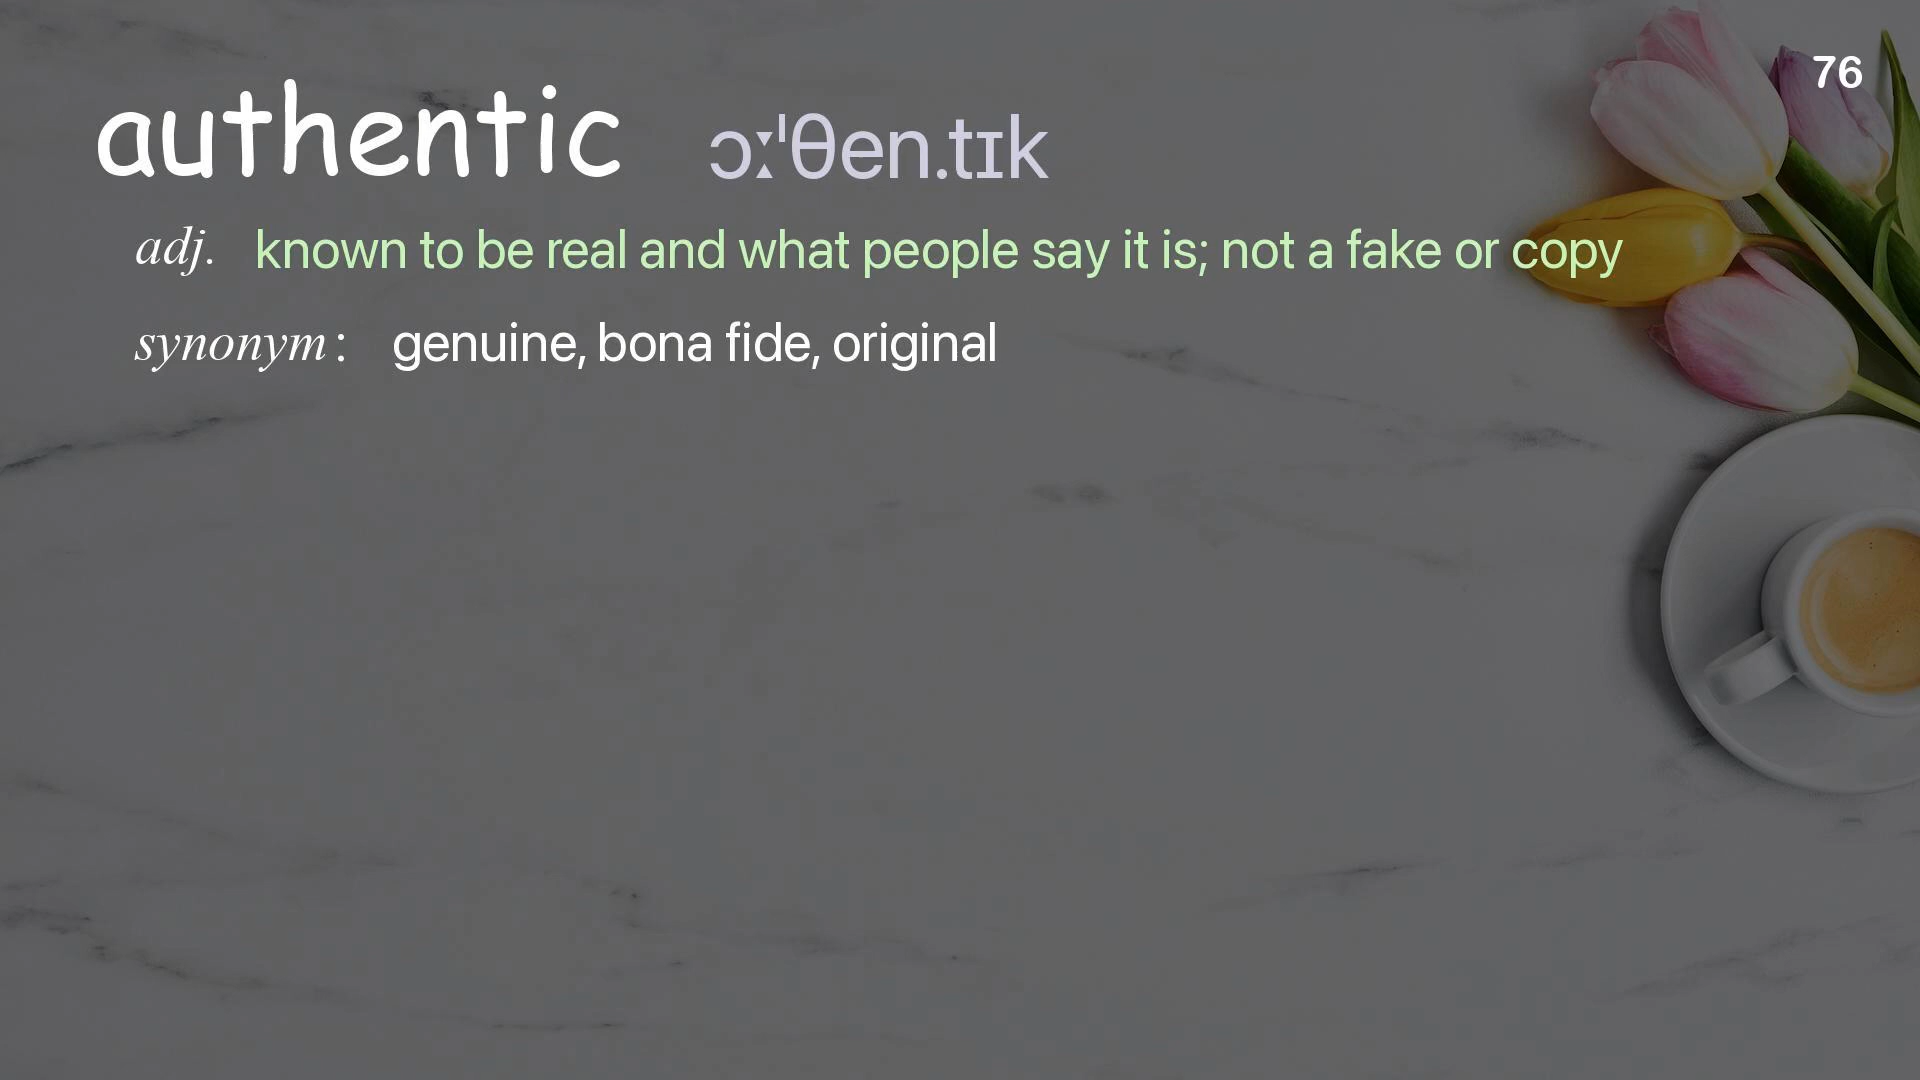 76
authentic ɔːˈθen.tɪk
adj. known to be real and what people say it is; not a fake or copy
synonym: genuine, bona fide, original